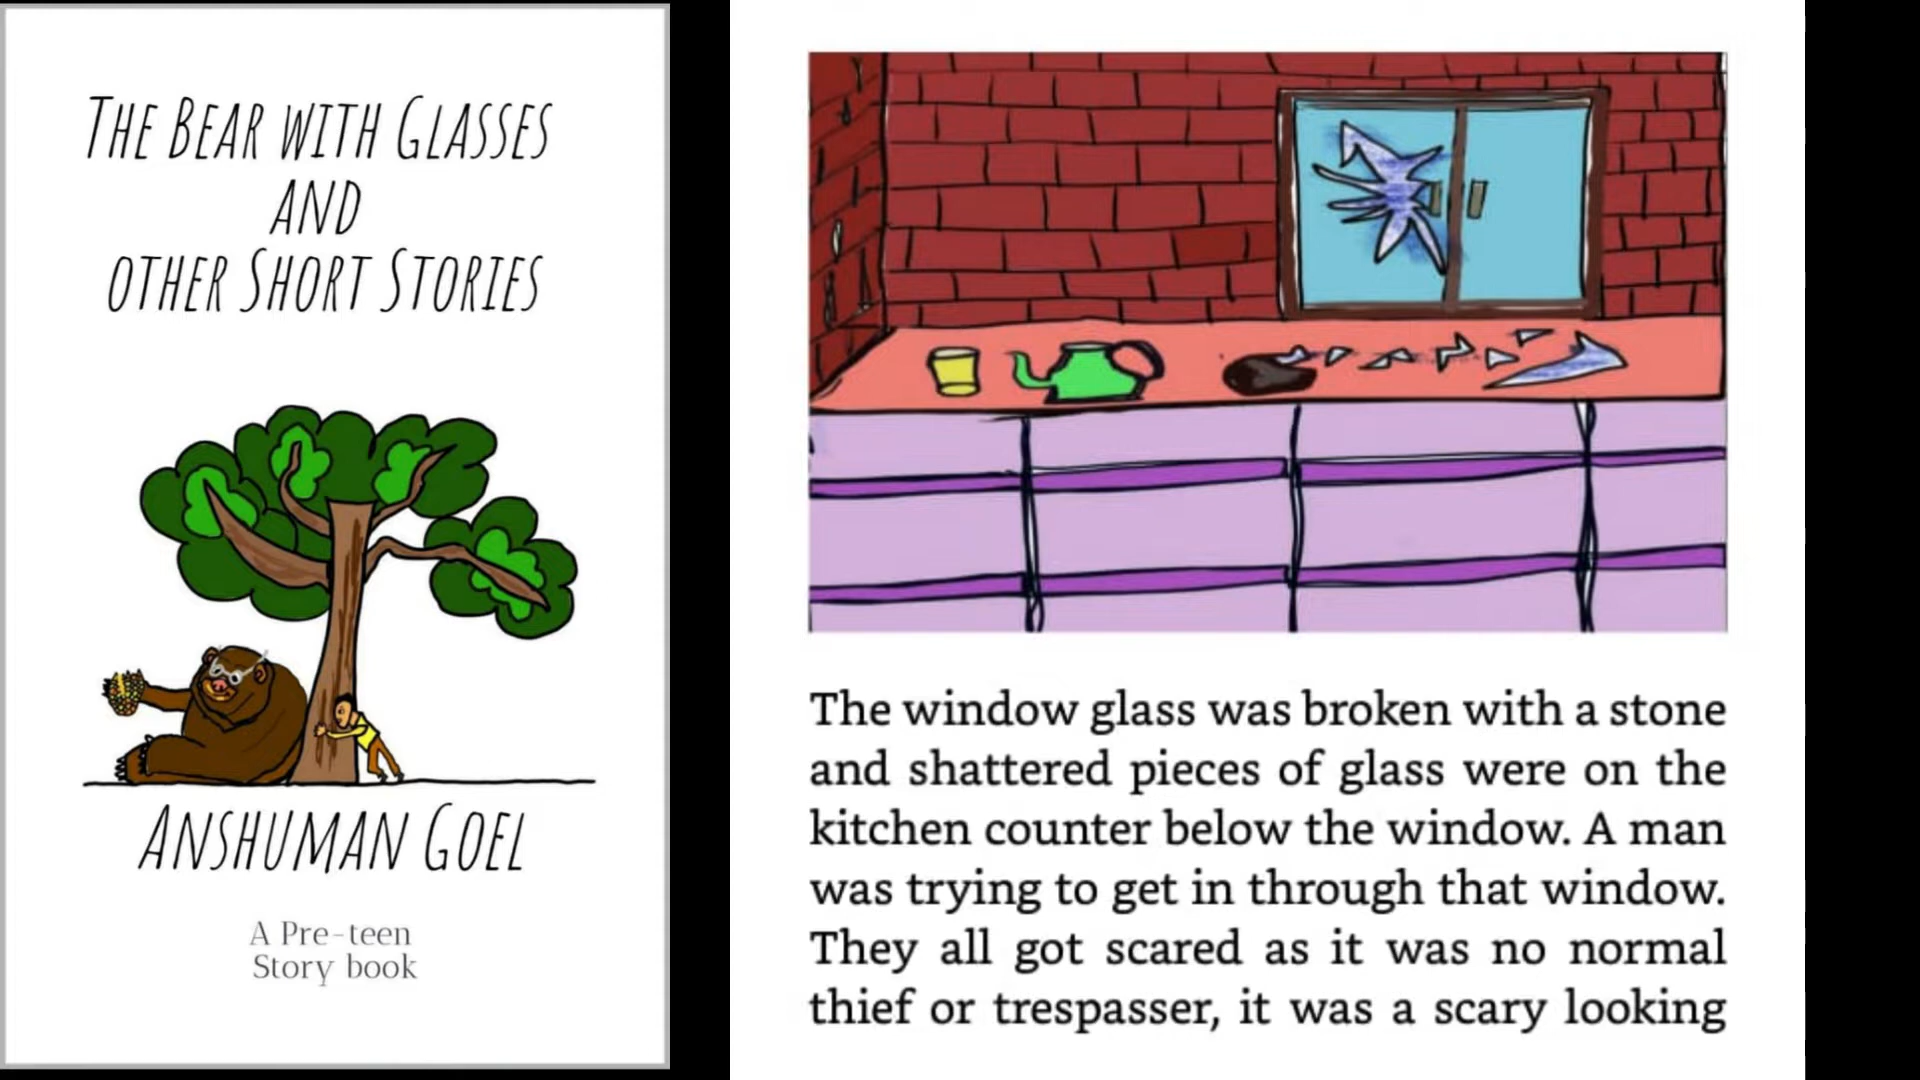 The Bear with Glasses
and
other Short Stories
Anshuman Goel
A Pre-teen
Story book
The window glass was broken with a stone
and shattered pieces of glass were on the
kitchen counter below the window. A man
was trying to get in through that window.
They all got scared as it was no normal
thief or trespasser, it was a scary looking